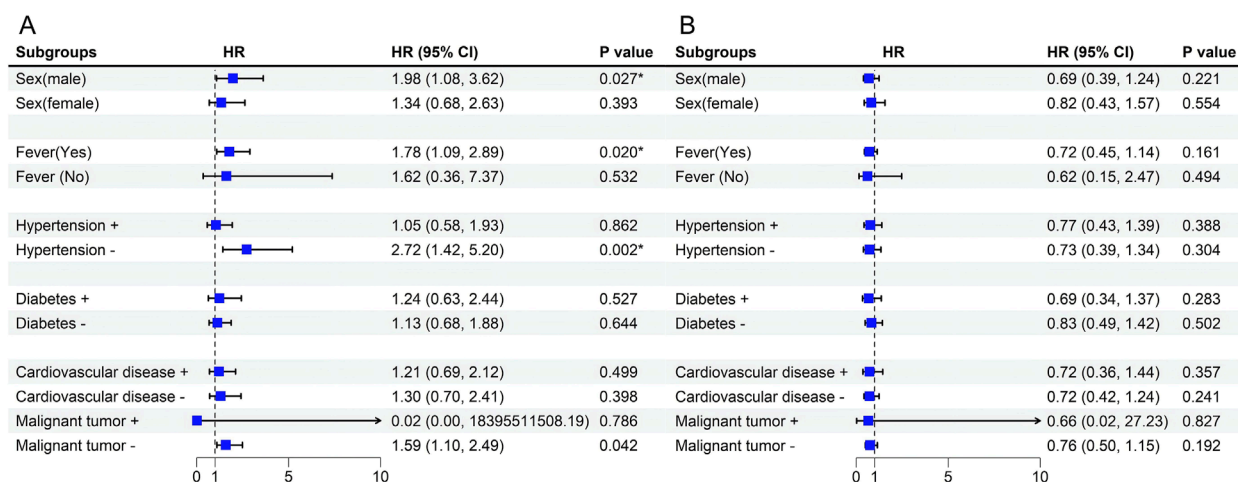 A
Subgroups HR HR (95% CI) P value
Sex(male) 1.98 (1.08, 3.62) 0.027*
Sex(female) 1.34 (0.68, 2.63) 0.393
Fever(Yes) 1.78 (1.09, 2.89) 0.020*
Fever (No) 1.62 (0.36, 7.37) 0.532
Hypertension + 1.05 (0.58, 1.93) 0.862
Hypertension - 2.72 (1.42, 5.20) 0.002*
Diabetes + 1.24 (0.63, 2.44) 0.527
Diabetes - 1.13 (0.68, 1.88) 0.644
Cardiovascular disease + 1.21 (0.69, 2.12) 0.499
Cardiovascular disease - 1.30 (0.70, 2.41) 0.398
Malignant tumor + 0.02 (0.00, 18395511508.19) 0.786
Malignant tumor - 1.59 (1.10, 2.49) 0.042
0 1 5 10
B
Subgroups HR HR (95% CI) P value
Sex(male) 0.69 (0.39, 1.24) 0.221
Sex(female) 0.82 (0.43, 1.57) 0.554
Fever(Yes) 0.72 (0.45, 1.14) 0.161
Fever (No) 0.62 (0.15, 2.47) 0.494
Hypertension + 0.77 (0.43, 1.39) 0.388
Hypertension - 0.73 (0.39, 1.34) 0.304
Diabetes + 0.69 (0.34, 1.37) 0.283
Diabetes - 0.83 (0.49, 1.42) 0.502
Cardiovascular disease + 0.72 (0.36, 1.44) 0.357
Cardiovascular disease - 0.72 (0.42, 1.24) 0.241
Malignant tumor + 0.66 (0.02, 27.23) 0.827
Malignant tumor - 0.76 (0.50, 1.15) 0.192
0 1 5 10